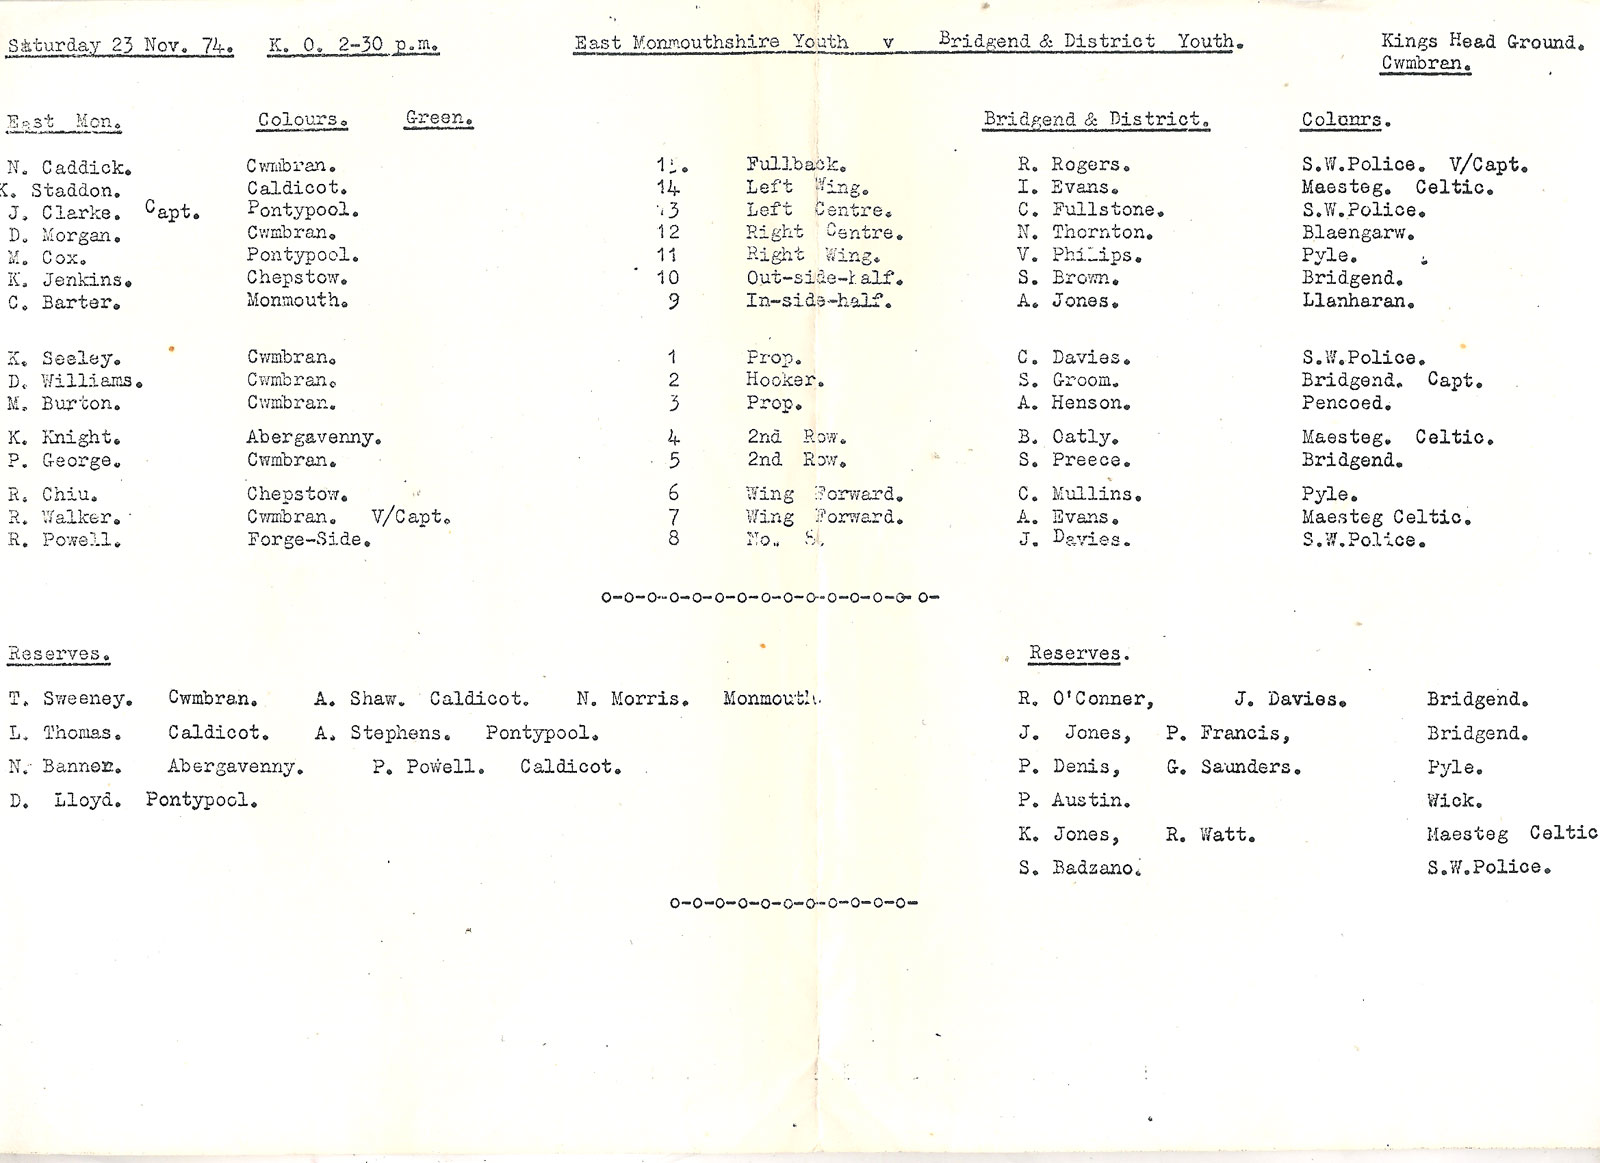 Saturday 23 Nov. 74. K. O. 2-30 p.m. East Monmouthshire Youth v Bridgend & District Youth. Kings Head Ground.
Cwmbran.
East Mon. Colours. Green. Bridgend & District. Colours.
N. Caddick. Cwmbran. 15. Fullback. R. Rogers. S.W.Police. V/Capt.
K. Staddon. Caldicot. 14 Left Wing. I. Evans. Maesteg. Celtic.
J. Clarke. Capt. Pontypool. 13 Left Centre. C. Fullstone. S.W.Police.
D. Morgan. Cwmbran. 12 Right Centre. N. Thornton. Blaengarw.
M. Cox. Pontypool. 11 Right Wing. V. Philips. Pyle.
K. Jenkins. Chepstow. 10 Out-side-half. S. Brown. Bridgend.
C. Barter. Monmouth. 9 In-side-half. A. Jones. Llanharan.
K. Seeley. Cwmbran. 1 Prop. C. Davies. S.W.Police.
D. Williams. Cwmbran. 2 Hooker. S. Groom. Bridgend. Capt.
M. Burton. Cwmbran. 3 Prop. A. Henson. Pencoed.
K. Knight. Abergavenny. 4 2nd Row. B. Oatly. Maesteg. Celtic.
P. George. Cwmbran. 5 2nd Row. S. Preece. Bridgend.
R. Chiu. Chepstow. 6 Wing Forward. C. Mullins. Pyle.
R. Walker. Cwmbran. V/Capt. 7 Wing Forward. A. Evans. Maesteg Celtic.
R. Powell. Forge-Side. 8 No. 8. J. Davies. S.W.Police.
o-o-o-o-o-o-o-o-o-o-o-o-o-o-o-
Reserves. Reserves.
T. Sweeney. Cwmbran. A. Shaw. Caldicot. N. Morris. Monmouth. R. O'Conner, J. Davies. Bridgend.
L. Thomas. Caldicot. A. Stephens. Pontypool. J. Jones, P. Francis, Bridgend.
N. Bannon. Abergavenny. P. Powell. Caldicot. P. Denis, G. Saunders. Pyle.
D. Lloyd. Pontypool. P. Austin. Wick.
K. Jones, R. Watt. Maesteg Celtic
S. Badzano. S.W.Police.
o-o-o-o-o-o-o-o-o-o-o-